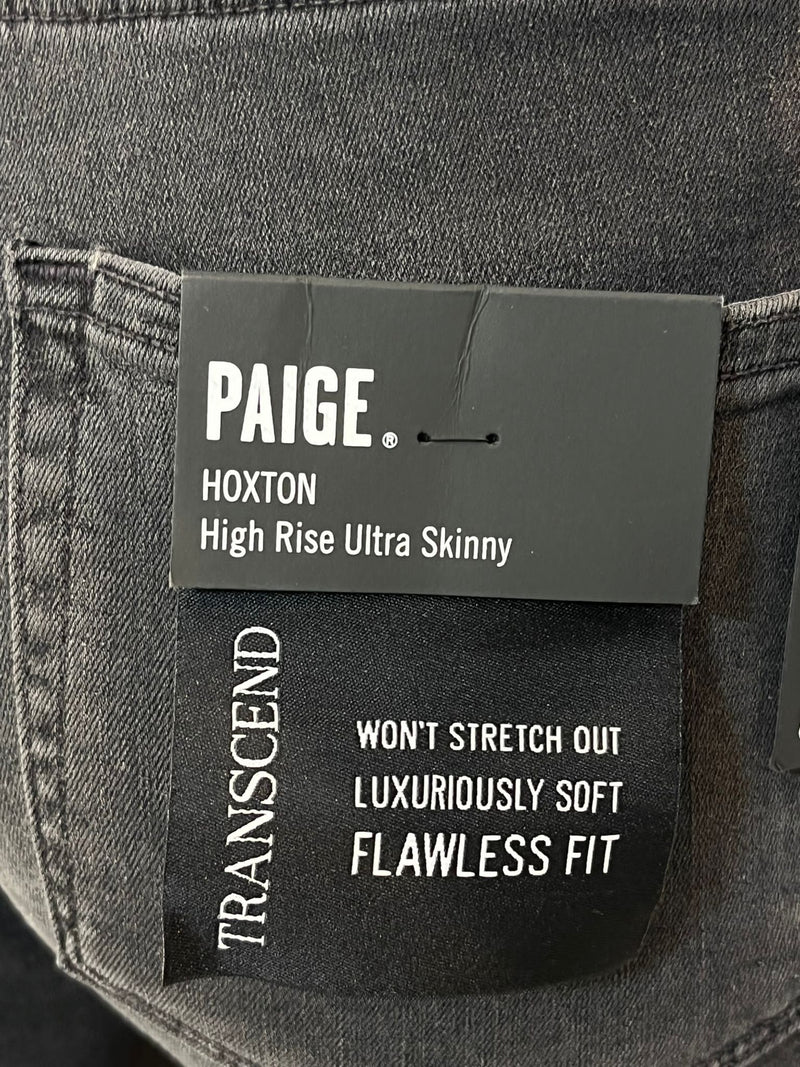 PAIGE®
HOXTON
High Rise Ultra Skinny
TRANSCEND
WON'T STRETCH OUT
LUXURIOUSLY SOFT
FLAWLESS FIT